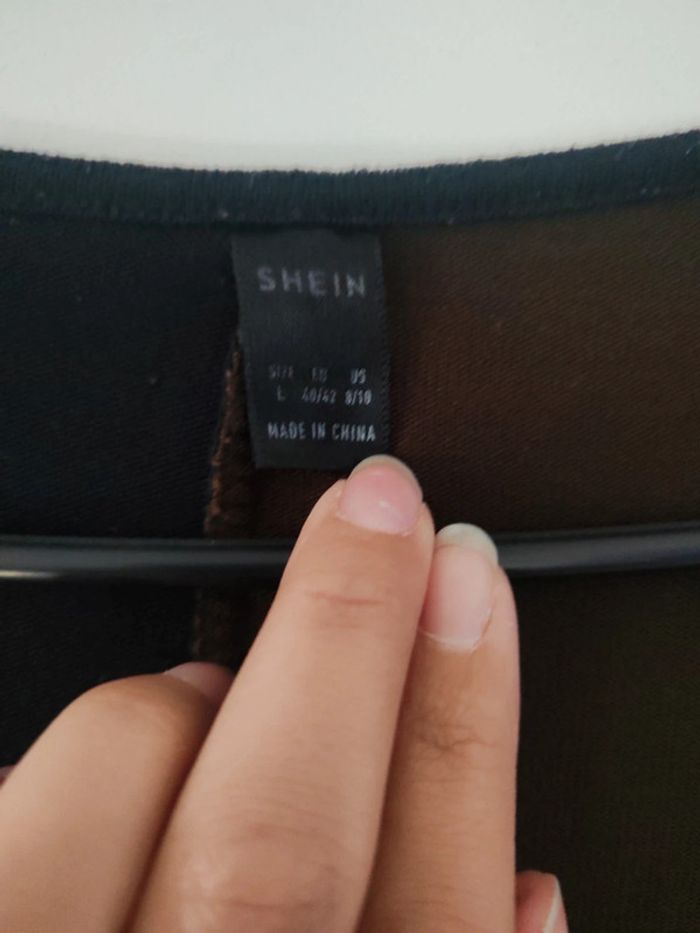 SHEIN
SIZE EU US
L 40/42 8/10
MADE IN CHINA